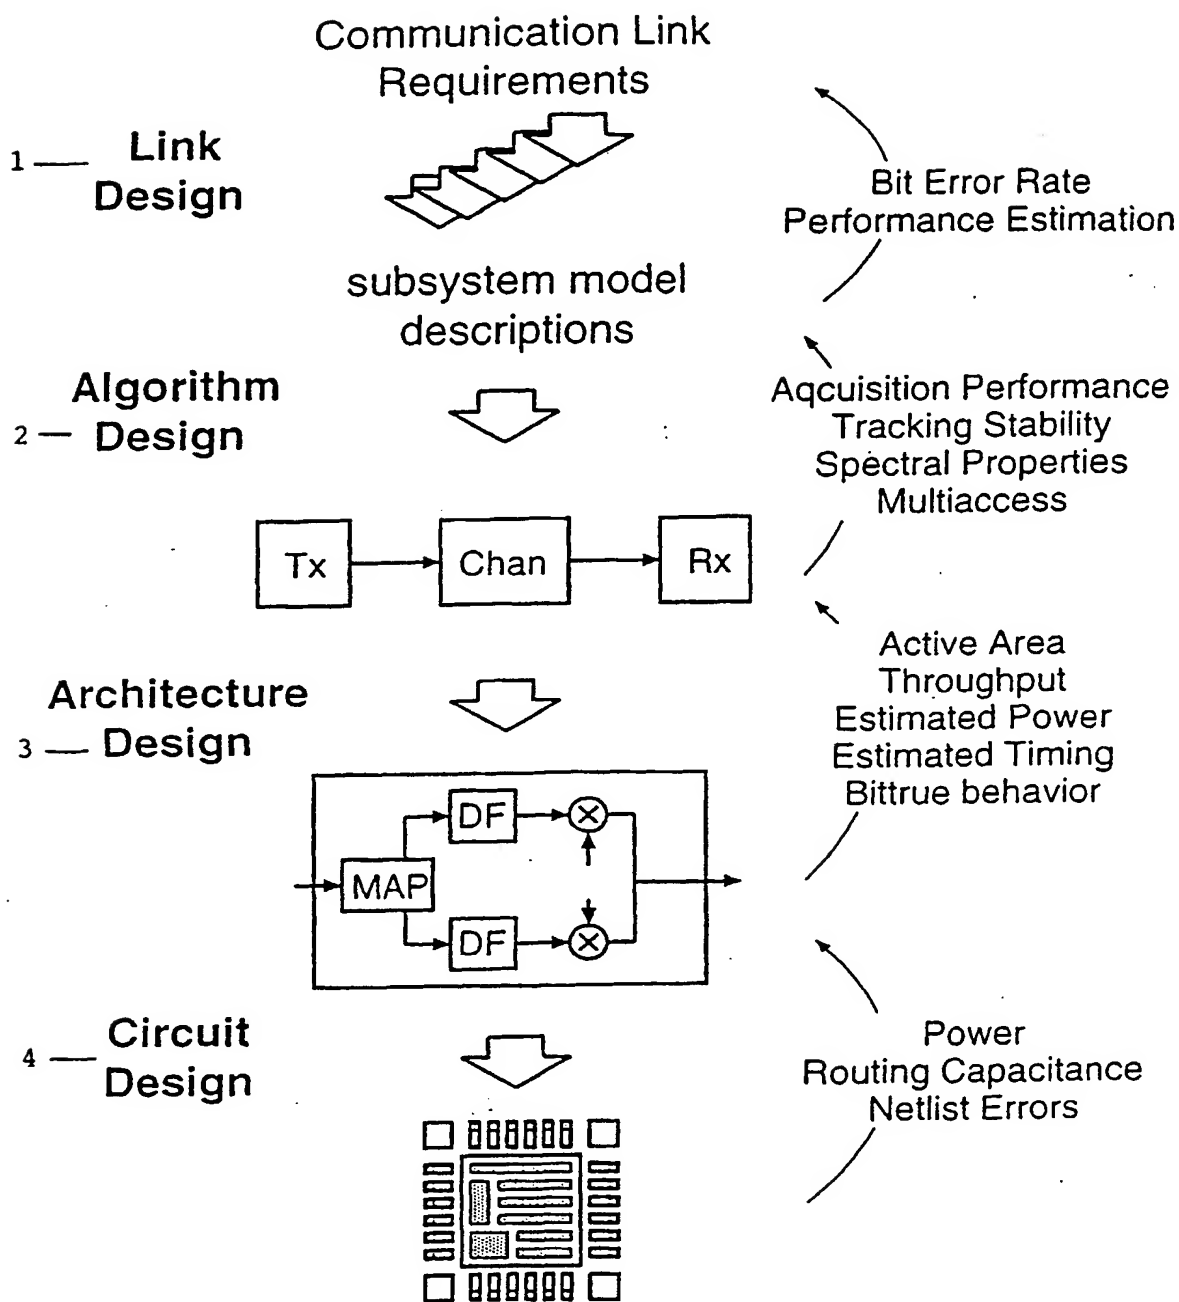 Communication Link
Requirements
1
Link
Design
Bit Error Rate
Performance Estimation
subsystem model
descriptions
2
Algorithm
Design
Aqcuisition Performance
Tracking Stability
Spectral Properties
Multiaccess
Tx
Chan
Rx
3
Architecture
Design
Active Area
Throughput
Estimated Power
Estimated Timing
Bittrue behavior
DF
MAP
DF
4
Circuit
Design
Power
Routing Capacitance
Netlist Errors